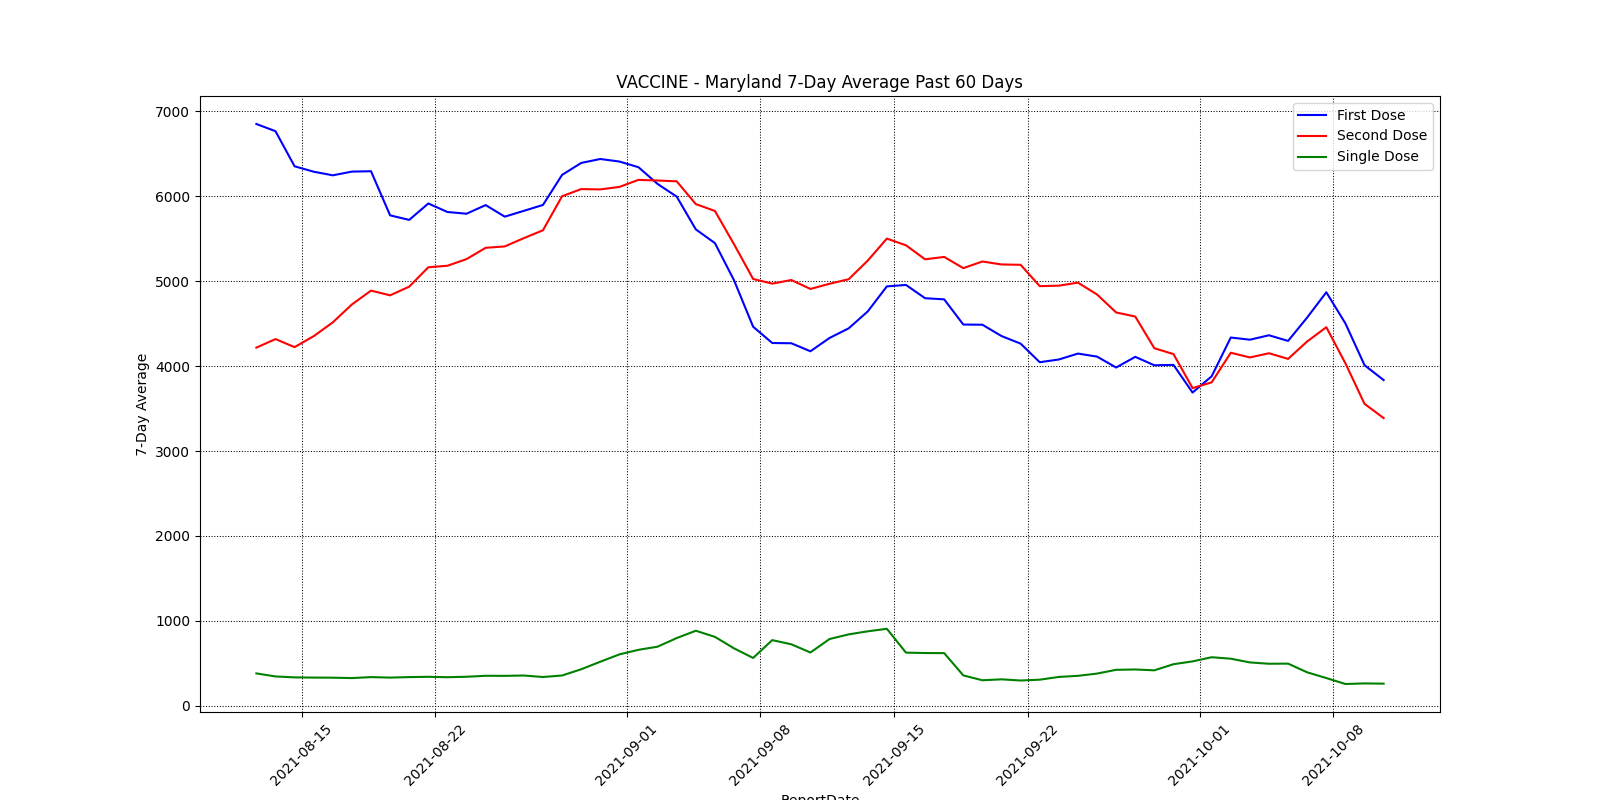 VACCINE - Maryland 7-Day Average Past 60 Days
First Dose
Second Dose
Single Dose
7-Day Average
7000
6000
5000
4000
3000
2000
1000
0
2021-08-15
2021-08-22
2021-09-01
2021-09-08
2021-09-15
2021-09-22
2021-10-01
2021-10-08
ReportDate